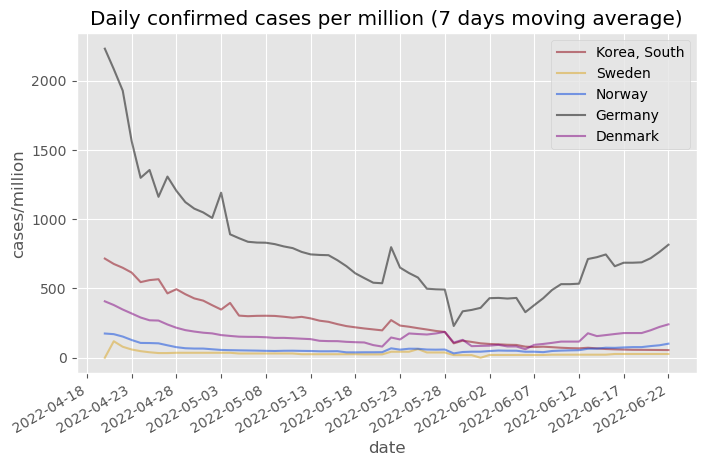 Daily confirmed cases per million (7 days moving average)
Korea, South
Sweden
Norway
Germany
Denmark
2000
1500
1000
500
0
cases/million
2022-04-18
2022-04-23
2022-04-28
2022-05-03
2022-05-08
2022-05-13
2022-05-18
2022-05-23
2022-05-28
2022-06-02
2022-06-07
2022-06-12
2022-06-17
2022-06-22
date